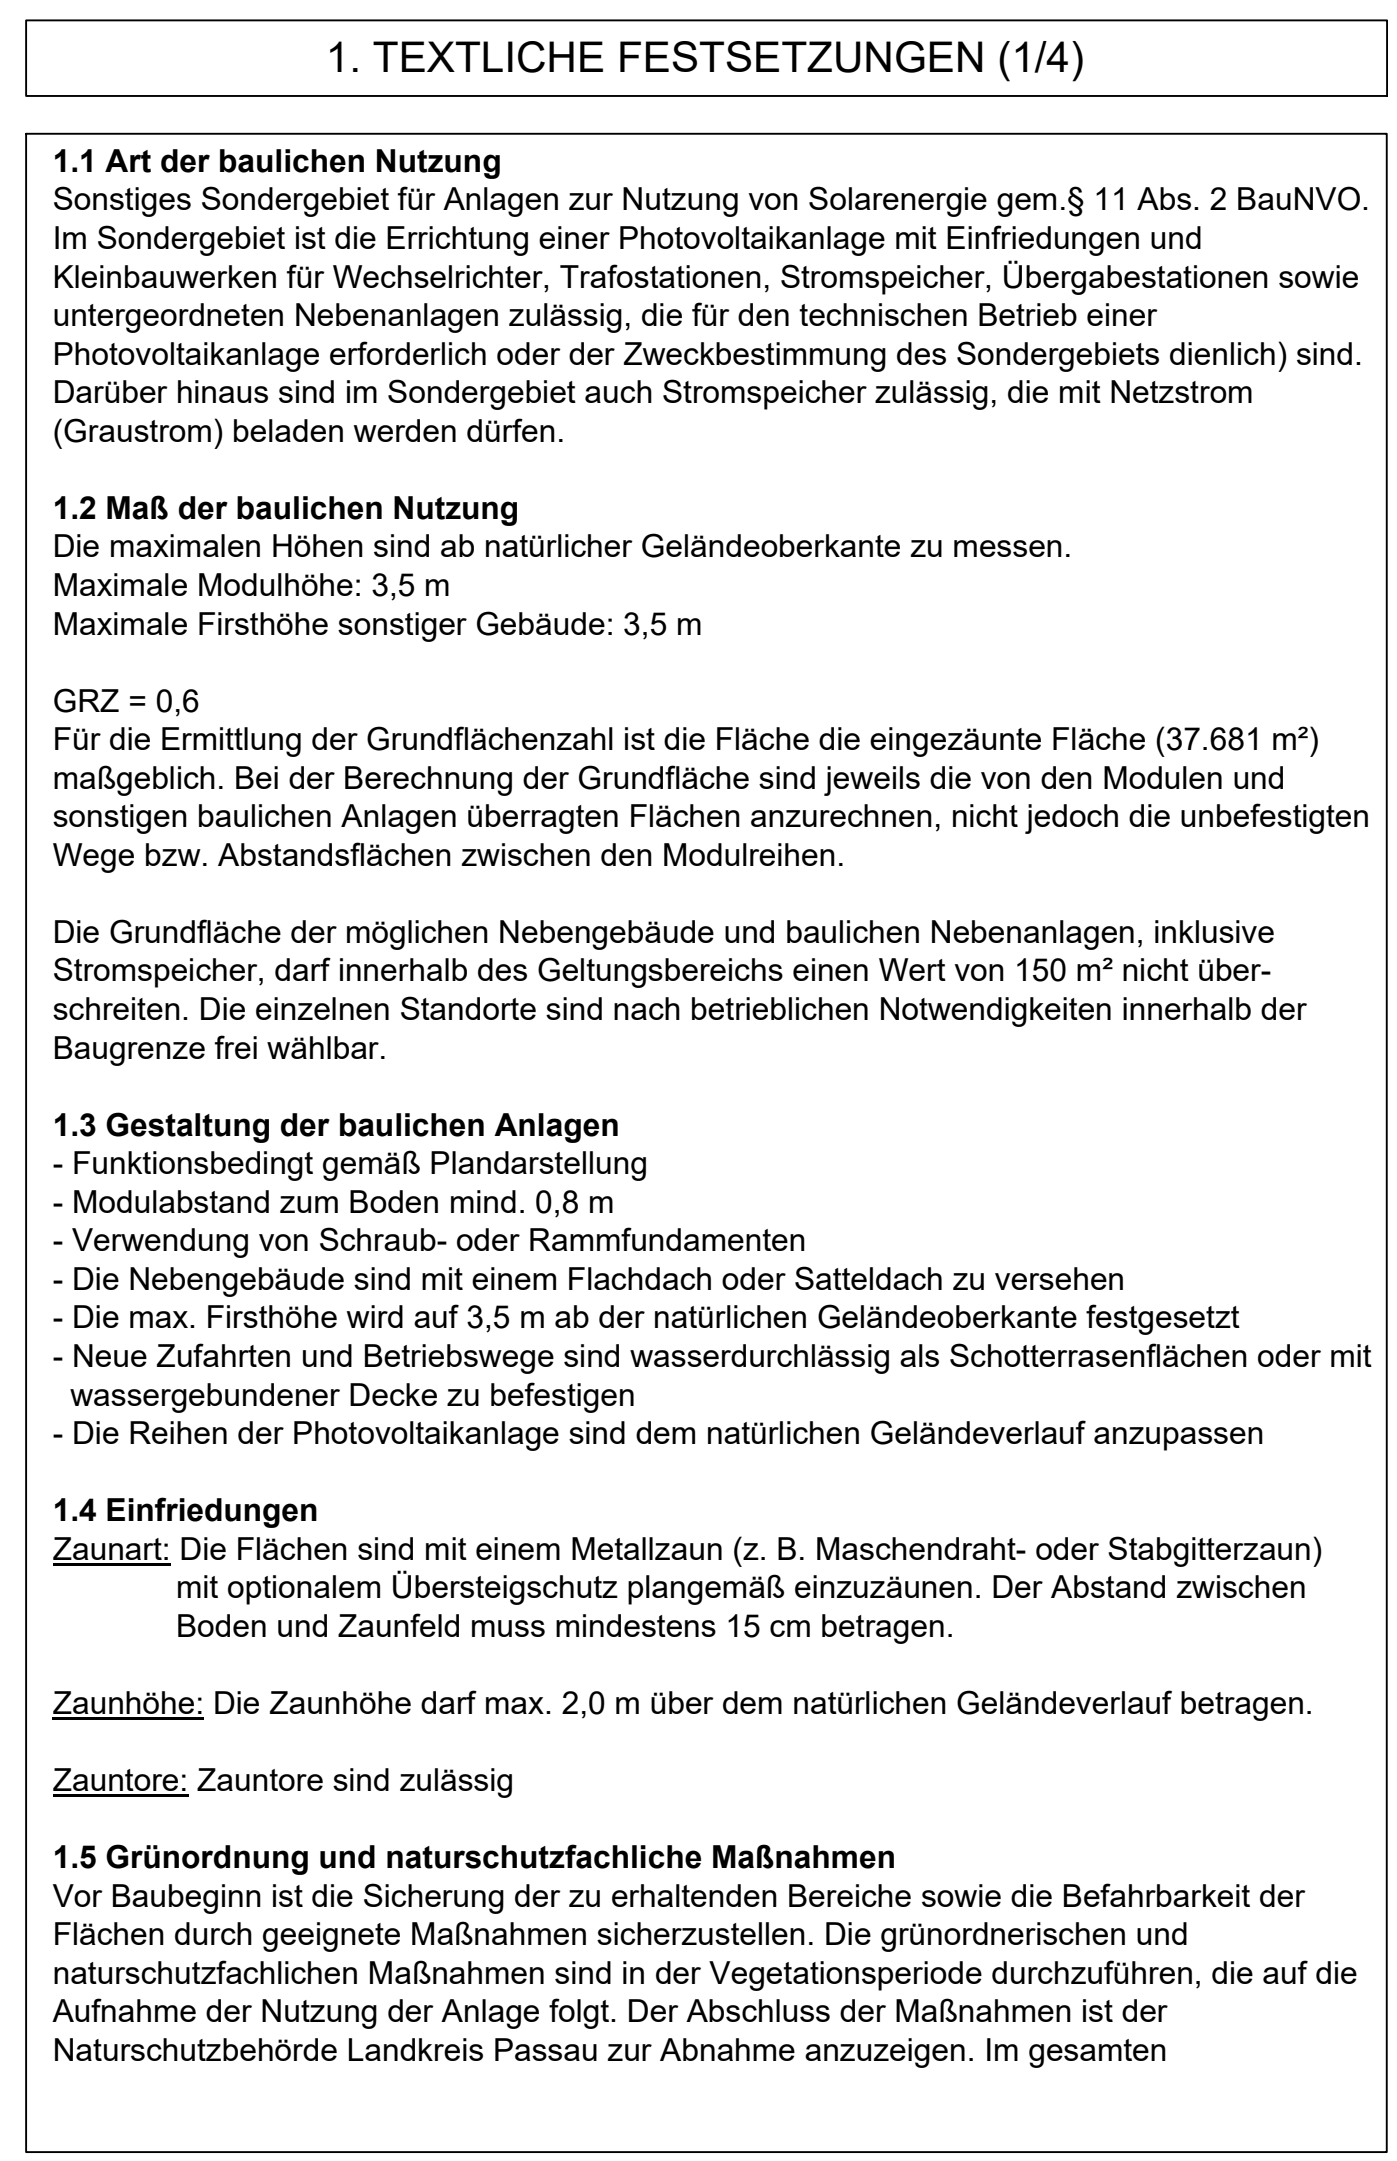 1. TEXTLICHE FESTSETZUNGEN (1/4)
1.1 Art der baulichen Nutzung
Sonstiges Sondergebiet für Anlagen zur Nutzung von Solarenergie gem.§ 11 Abs. 2 BauNVO.
Im Sondergebiet ist die Errichtung einer Photovoltaikanlage mit Einfriedungen und
Kleinbauwerken für Wechselrichter, Trafostationen, Stromspeicher, Übergabestationen sowie
untergeordneten Nebenanlagen zulässig, die für den technischen Betrieb einer
Photovoltaikanlage erforderlich oder der Zweckbestimmung des Sondergebiets dienlich) sind.
Darüber hinaus sind im Sondergebiet auch Stromspeicher zulässig, die mit Netzstrom
(Graustrom) beladen werden dürfen.
1.2 Maß der baulichen Nutzung
Die maximalen Höhen sind ab natürlicher Geländeoberkante zu messen.
Maximale Modulhöhe: 3,5 m
Maximale Firsthöhe sonstiger Gebäude: 3,5 m
GRZ = 0,6
Für die Ermittlung der Grundflächenzahl ist die Fläche die eingezäunte Fläche (37.681 m²)
maßgeblich. Bei der Berechnung der Grundfläche sind jeweils die von den Modulen und
sonstigen baulichen Anlagen überragten Flächen anzurechnen, nicht jedoch die unbefestigten
Wege bzw. Abstandsflächen zwischen den Modulreihen.
Die Grundfläche der möglichen Nebengebäude und baulichen Nebenanlagen, inklusive
Stromspeicher, darf innerhalb des Geltungsbereichs einen Wert von 150 m² nicht über-
schreiten. Die einzelnen Standorte sind nach betrieblichen Notwendigkeiten innerhalb der
Baugrenze frei wählbar.
1.3 Gestaltung der baulichen Anlagen
- Funktionsbedingt gemäß Plandarstellung
- Modulabstand zum Boden mind. 0,8 m
- Verwendung von Schraub- oder Rammfundamenten
- Die Nebengebäude sind mit einem Flachdach oder Satteldach zu versehen
- Die max. Firsthöhe wird auf 3,5 m ab der natürlichen Geländeoberkante festgesetzt
- Neue Zufahrten und Betriebswege sind wasserdurchlässig als Schotterrasenflächen oder mit
wassergebundener Decke zu befestigen
- Die Reihen der Photovoltaikanlage sind dem natürlichen Geländeverlauf anzupassen
1.4 Einfriedungen
Zaunart: Die Flächen sind mit einem Metallzaun (z. B. Maschendraht- oder Stabgitterzaun)
mit optionalem Übersteigschutz plangemäß einzuzäunen. Der Abstand zwischen
Boden und Zaunfeld muss mindestens 15 cm betragen.
Zaunhöhe: Die Zaunhöhe darf max. 2,0 m über dem natürlichen Geländeverlauf betragen.
Zauntore: Zauntore sind zulässig
1.5 Grünordnung und naturschutzfachliche Maßnahmen
Vor Baubeginn ist die Sicherung der zu erhaltenden Bereiche sowie die Befahrbarkeit der
Flächen durch geeignete Maßnahmen sicherzustellen. Die grünordnerischen und
naturschutzfachlichen Maßnahmen sind in der Vegetationsperiode durchzuführen, die auf die
Aufnahme der Nutzung der Anlage folgt. Der Abschluss der Maßnahmen ist der
Naturschutzbehörde Landkreis Passau zur Abnahme anzuzeigen. Im gesamten